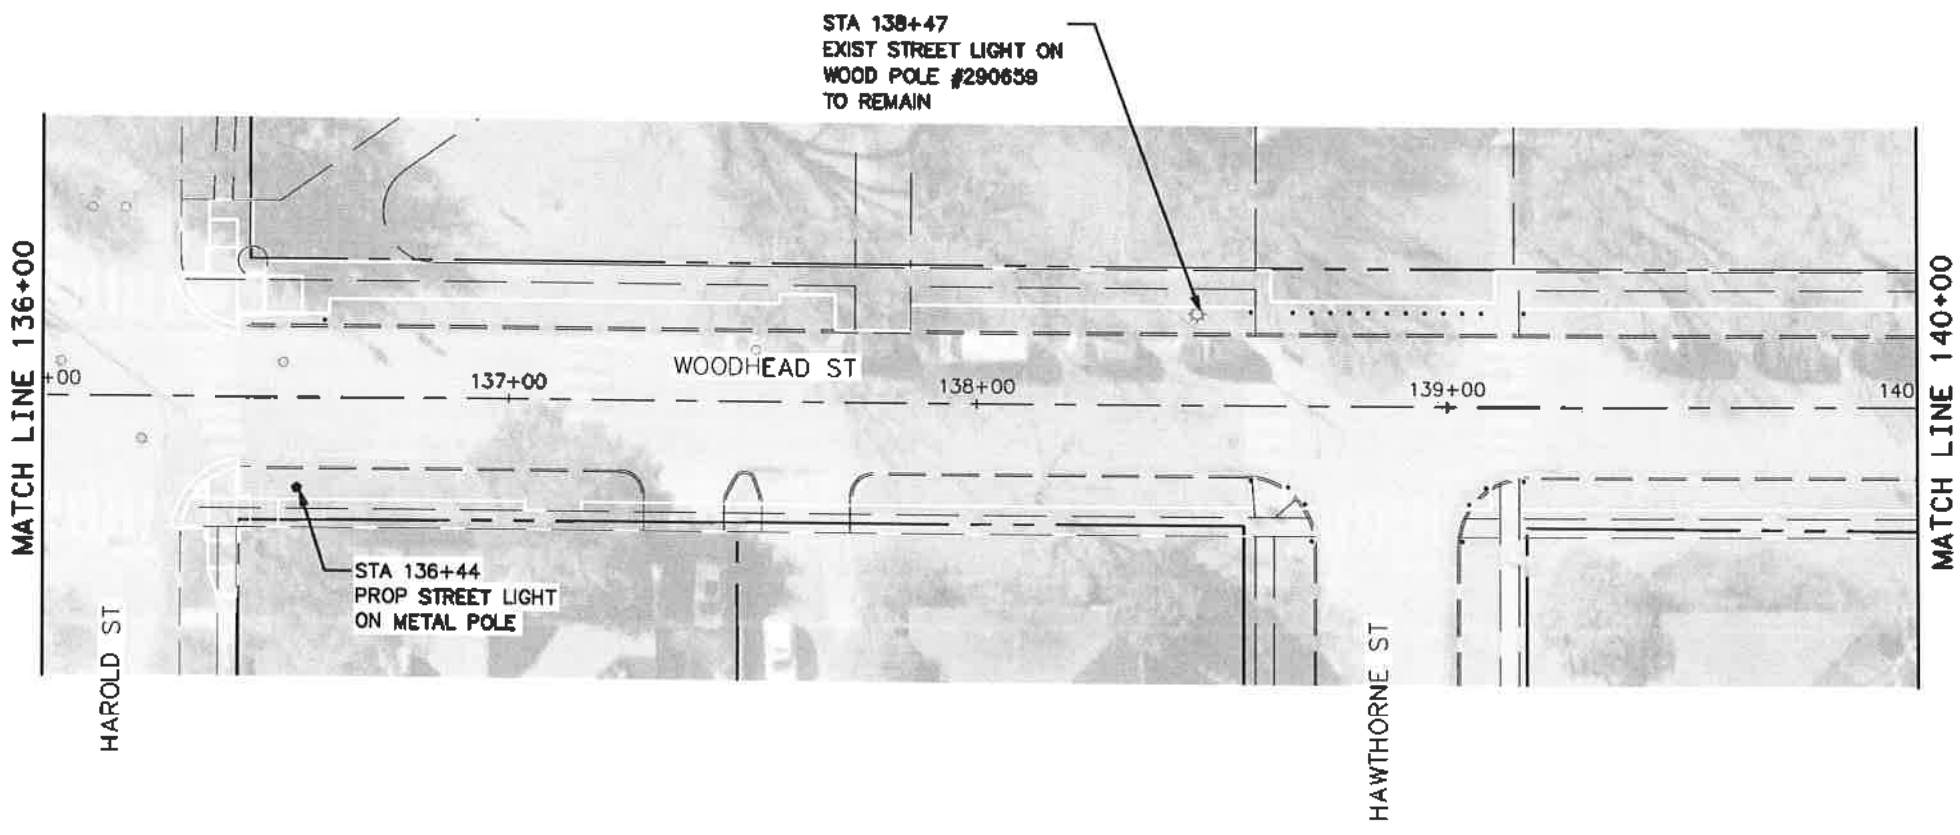 STA 138+47
EXIST STREET LIGHT ON
WOOD POLE #290659
TO REMAIN
MATCH LINE 136+00
MATCH LINE 140+00
WOODHEAD ST
+00
137+00
138+00
139+00
140
STA 136+44
PROP STREET LIGHT
ON METAL POLE
HAROLD ST
HAWTHORNE ST